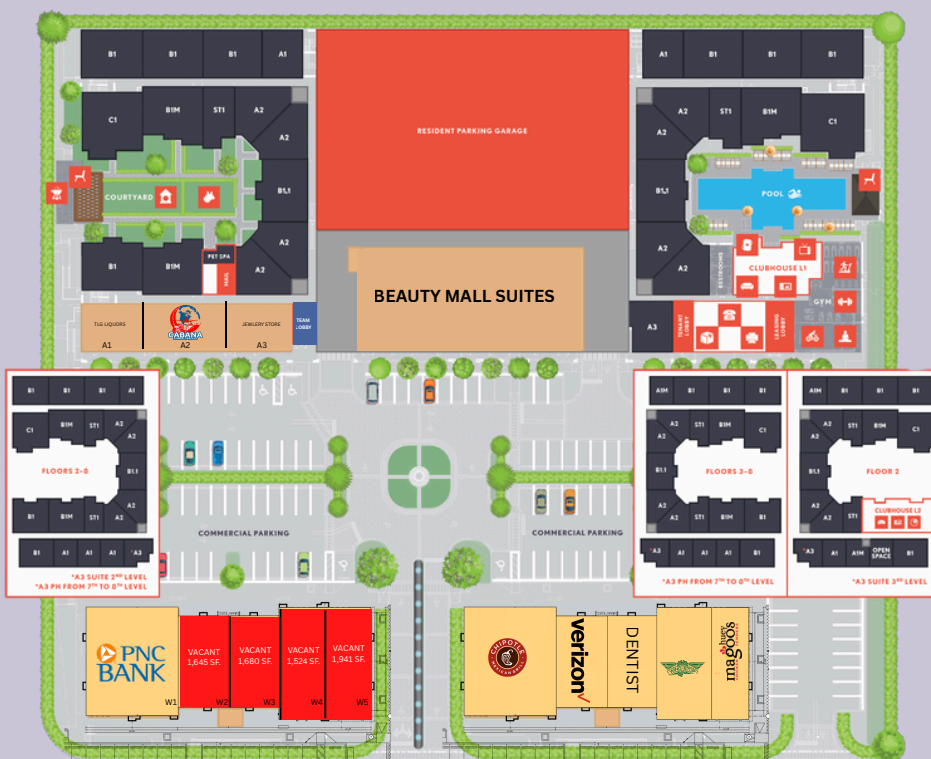 B1 B1 B1 A1
A1 B1 B1 B1
RESIDENT PARKING GARAGE
C1 B1M ST1 A2
A2
B1.1
A2
A2
B1 B1M
COURTYARD
PET SPA
MAIL
A2 ST1 B1M C1
A2
B1.1
A2
A2
POOL
RESTROOMS
CLUBHOUSE L1
GYM
BEAUTY MALL SUITES
TLG LIQUORS
A1
CABANA
A2
JEWLERY STORE
A3
TEAM
LOBBY
A3
TENANT
LOBBY
LEASING
LOBBY
B1 B1 B1 A1
C1 B1M ST1 A2
A2
FLOORS 2-8
B1.1
A2
B1 B1M ST1 A2
B1 A1 A1 A1 *A3
*A3 SUITE 2ND LEVEL
*A3 PH FROM 7TH TO 8TH LEVEL
COMMERCIAL PARKING
COMMERCIAL PARKING
A1M B1 B1 B1
A2 ST1 B1M C1
A2
B1.1
FLOORS 3-8
A2
A2 ST1 B1M B1
*A3 A1 A1 A1 B1
*A3 PH FROM 7TH TO 8TH LEVEL
A1M B1 B1
A2 ST1 B1M C1
A2
B1.1
FLOOR 2
A2
A2 ST1
CLUBHOUSE L2
*A3 A1 A1M OPEN
SPACE B1
*A3 SUITE 3RD LEVEL
PNC
BANK
W1
VACANT
1,645 SF.
W2
VACANT
1,680 SF.
W3
VACANT
1,524 SF.
W4
VACANT
1,941 SF.
W5
CHIPOTLE
MEXICAN GRILL
verizon
DENTIST
huey
magoos